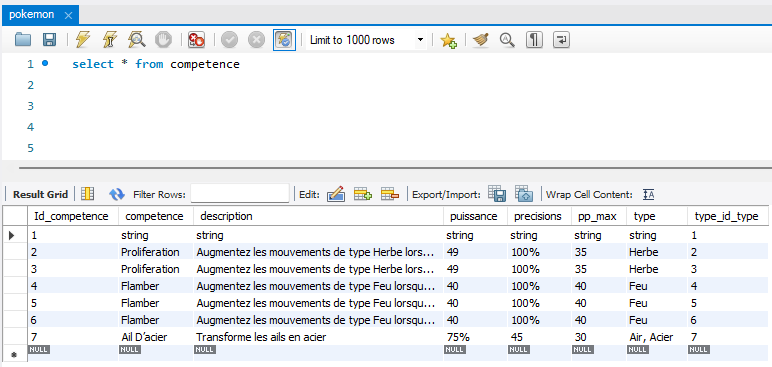 pokemon
Limit to 1000 rows
1 select * from competence
2
3
4
5
Result Grid Filter Rows: Edit: Export/Import: Wrap Cell Content:
Id_competence competence description puissance precisions pp_max type type_id_type
1 string string string string string string 1
2 Proliferation Augmentez les mouvements de type Herbe lors... 49 100% 35 Herbe 2
3 Proliferation Augmentez les mouvements de type Herbe lors... 49 100% 35 Herbe 3
4 Flamber Augmentez les mouvements de type Feu lorsqu... 40 100% 40 Feu 4
5 Flamber Augmentez les mouvements de type Feu lorsqu... 40 100% 40 Feu 5
6 Flamber Augmentez les mouvements de type Feu lorsqu... 40 100% 40 Feu 6
7 Ail D'acier Transforme les ails en acier 75% 45 30 Air, Acier 7
NULL NULL NULL NULL NULL NULL NULL NULL